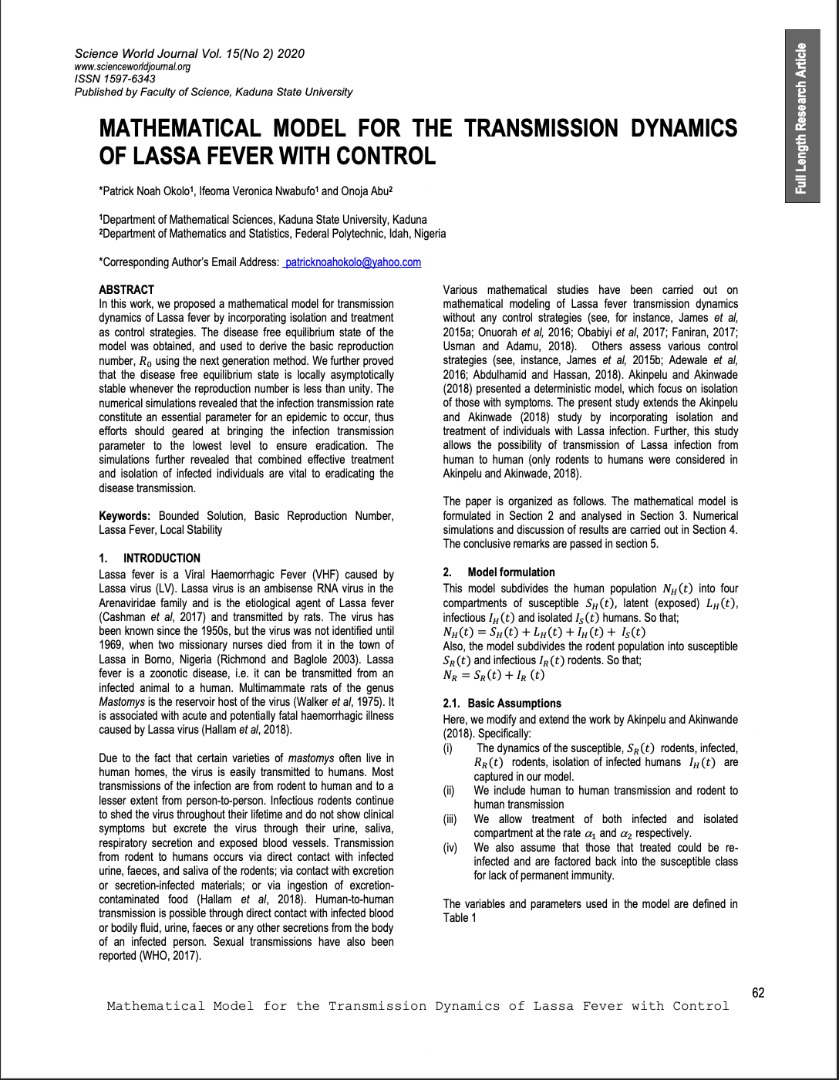 Science World Journal Vol. 15(No 2) 2020
www.scienceworldjournal.org
ISSN 1597-6343
Published by Faculty of Science, Kaduna State University
Full Length Research Article
MATHEMATICAL MODEL FOR THE TRANSMISSION DYNAMICS
OF LASSA FEVER WITH CONTROL
*Patrick Noah Okolo¹, Ifeoma Veronica Nwabufo¹ and Onoja Abu²
¹Department of Mathematical Sciences, Kaduna State University, Kaduna
²Department of Mathematics and Statistics, Federal Polytechnic, Idah, Nigeria
*Corresponding Author's Email Address: patricknoahokolo@yahoo.com
ABSTRACT
In this work, we proposed a mathematical model for transmission
dynamics of Lassa fever by incorporating isolation and treatment
as control strategies. The disease free equilibrium state of the
model was obtained, and used to derive the basic reproduction
number, R₀ using the next generation method. We further proved
that the disease free equilibrium state is locally asymptotically
stable whenever the reproduction number is less than unity. The
numerical simulations revealed that the infection transmission rate
constitute an essential parameter for an epidemic to occur, thus
efforts should geared at bringing the infection transmission
parameter to the lowest level to ensure eradication. The
simulations further revealed that combined effective treatment
and isolation of infected individuals are vital to eradicating the
disease transmission.
Keywords: Bounded Solution, Basic Reproduction Number,
Lassa Fever, Local Stability
1. INTRODUCTION
Lassa fever is a Viral Haemorrhagic Fever (VHF) caused by
Lassa virus (LV). Lassa virus is an ambisense RNA virus in the
Arenaviridae family and is the etiological agent of Lassa fever
(Cashman et al, 2017) and transmitted by rats. The virus has
been known since the 1950s, but the virus was not identified until
1969, when two missionary nurses died from it in the town of
Lassa in Borno, Nigeria (Richmond and Baglole 2003). Lassa
fever is a zoonotic disease, i.e. it can be transmitted from an
infected animal to a human. Multimammate rats of the genus
Mastomys is the reservoir host of the virus (Walker et al, 1975). It
is associated with acute and potentially fatal haemorrhagic illness
caused by Lassa virus (Hallam et al, 2018).
Due to the fact that certain varieties of mastomys often live in
human homes, the virus is easily transmitted to humans. Most
transmissions of the infection are from rodent to human and to a
lesser extent from person-to-person. Infectious rodents continue
to shed the virus throughout their lifetime and do not show clinical
symptoms but excrete the virus through their urine, saliva,
respiratory secretion and exposed blood vessels. Transmission
from rodent to humans occurs via direct contact with infected
urine, faeces, and saliva of the rodents; via contact with excretion
or secretion-infected materials; or via ingestion of excretion-
contaminated food (Hallam et al, 2018). Human-to-human
transmission is possible through direct contact with infected blood
or bodily fluid, urine, faeces or any other secretions from the body
of an infected person. Sexual transmissions have also been
reported (WHO, 2017).
Various mathematical studies have been carried out on
mathematical modeling of Lassa fever transmission dynamics
without any control strategies (see, for instance, James et al,
2015a; Onuorah et al, 2016; Obabiyi et al, 2017; Faniran, 2017;
Usman and Adamu, 2018). Others assess various control
strategies (see, instance, James et al, 2015b; Adewale et al,
2016; Abdulhamid and Hassan, 2018). Akinpelu and Akinwade
(2018) presented a deterministic model, which focus on isolation
of those with symptoms. The present study extends the Akinpelu
and Akinwade (2018) study by incorporating isolation and
treatment of individuals with Lassa infection. Further, this study
allows the possibility of transmission of Lassa infection from
human to human (only rodents to humans were considered in
Akinpelu and Akinwade, 2018).
The paper is organized as follows. The mathematical model is
formulated in Section 2 and analysed in Section 3. Numerical
simulations and discussion of results are carried out in Section 4.
The conclusive remarks are passed in section 5.
2. Model formulation
This model subdivides the human population N_H(t) into four
compartments of susceptible S_H(t), latent (exposed) L_H(t),
infectious I_H(t) and isolated I_S(t) humans. So that;
N_H(t) = S_H(t) + L_H(t) + I_H(t) + I_S(t)
Also, the model subdivides the rodent population into susceptible
S_R(t) and infectious I_R(t) rodents. So that;
N_R = S_R(t) + I_R (t)
2.1. Basic Assumptions
Here, we modify and extend the work by Akinpelu and Akinwande
(2018). Specifically:
(i) The dynamics of the susceptible, S_R(t) rodents, infected,
R_R(t) rodents, isolation of infected humans I_H(t) are
captured in our model.
(ii) We include human to human transmission and rodent to
human transmission
(iii) We allow treatment of both infected and isolated
compartment at the rate α₁ and α₂ respectively.
(iv) We also assume that those that treated could be re-
infected and are factored back into the susceptible class
for lack of permanent immunity.
The variables and parameters used in the model are defined in
Table 1
62
Mathematical Model for the Transmission Dynamics of Lassa Fever with Control